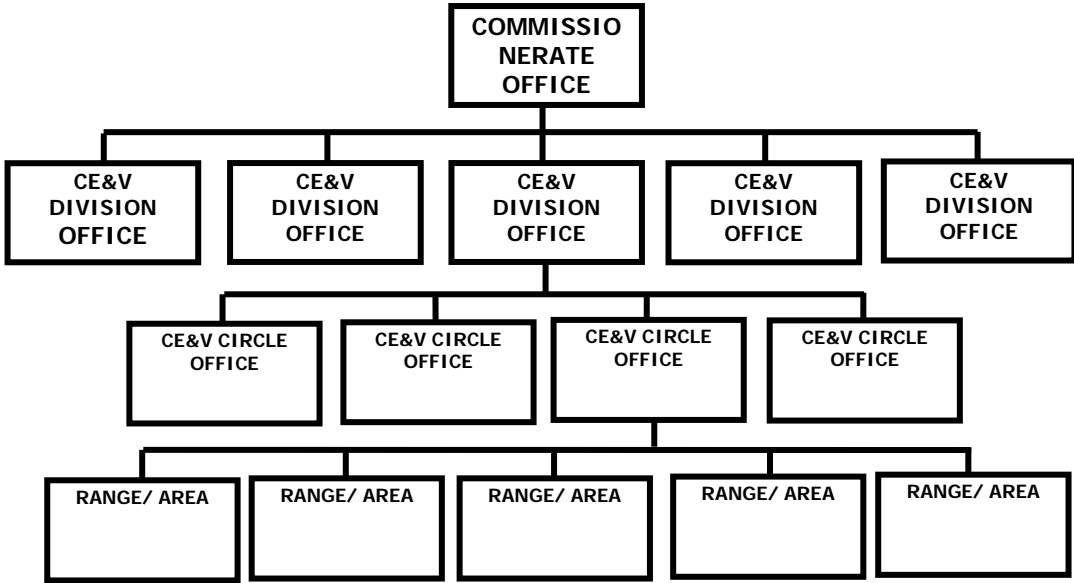 COMMISSIO
NERATE
OFFICE
CE&V
DIVISION
OFFICE
CE&V
DIVISION
OFFICE
CE&V
DIVISION
OFFICE
CE&V
DIVISION
OFFICE
CE&V
DIVISION
OFFICE
CE&V CIRCLE
OFFICE
CE&V CIRCLE
OFFICE
CE&V CIRCLE
OFFICE
CE&V CIRCLE
OFFICE
RANGE/ AREA
RANGE/ AREA
RANGE/ AREA
RANGE/ AREA
RANGE/ AREA